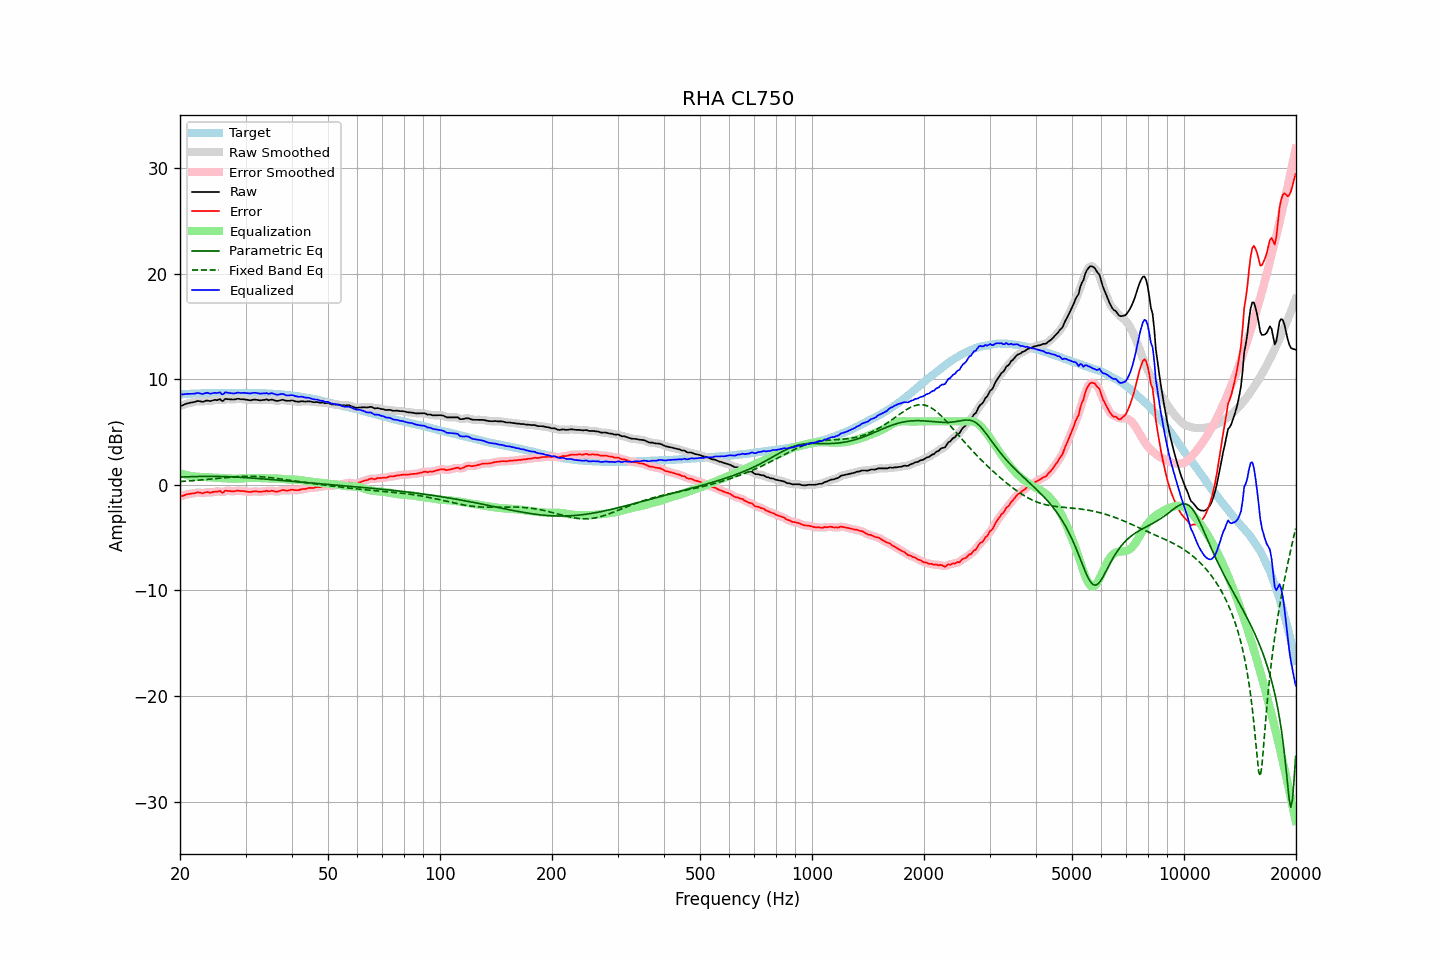 RHA CL750
Target
Raw Smoothed
Error Smoothed
Raw
Error
Equalization
Parametric Eq
Fixed Band Eq
Equalized
Amplitude (dBr)
30
20
10
0
−10
−20
−30
20 50 100 200 500 1000 2000 5000 10000 20000
Frequency (Hz)